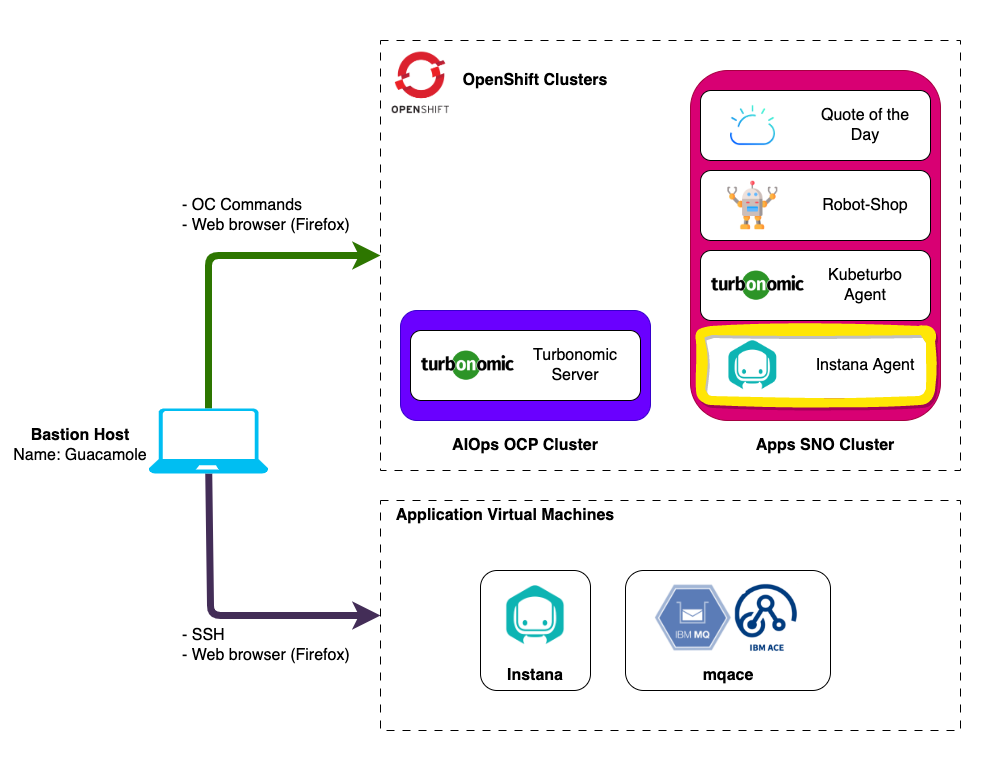 OPENSHIFT
OpenShift Clusters
Quote of the
Day
- OC Commands
- Web browser (Firefox)
Robot-Shop
turbonomic
Kubeturbo
Agent
turbonomic
Turbonomic
Server
Instana Agent
AIOps OCP Cluster
Apps SNO Cluster
Bastion Host
Name: Guacamole
Application Virtual Machines
- SSH
- Web browser (Firefox)
Instana
IBM MQ
IBM ACE
mqace